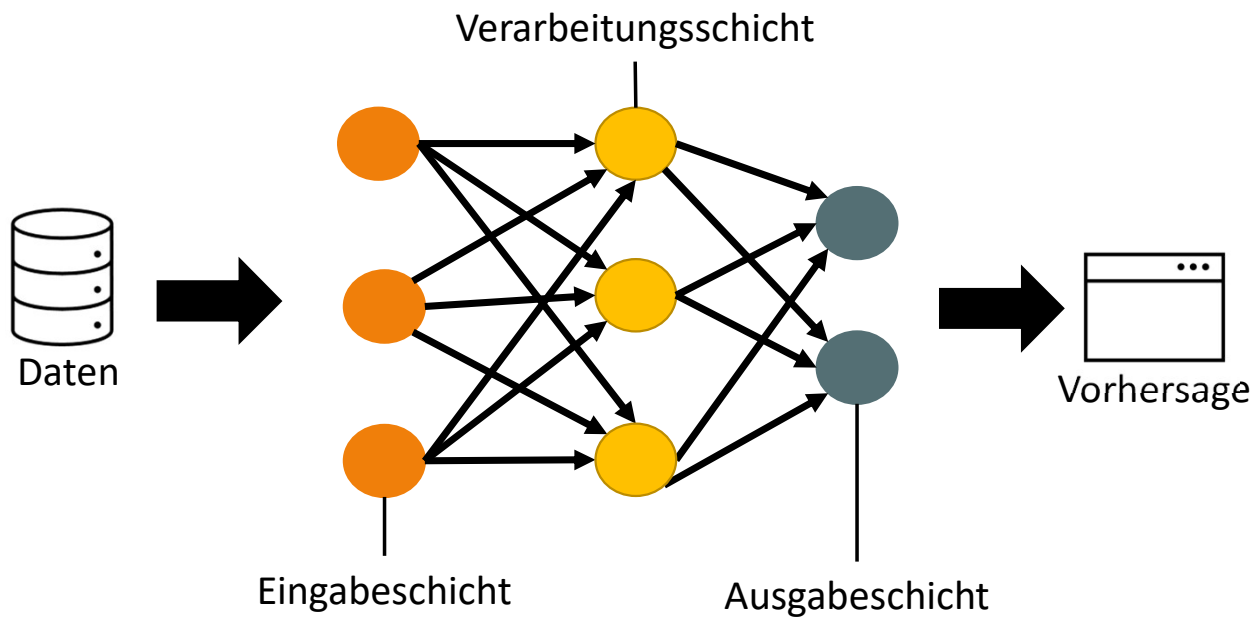 Verarbeitungsschicht
Daten
Vorhersage
Eingabeschicht
Ausgabeschicht